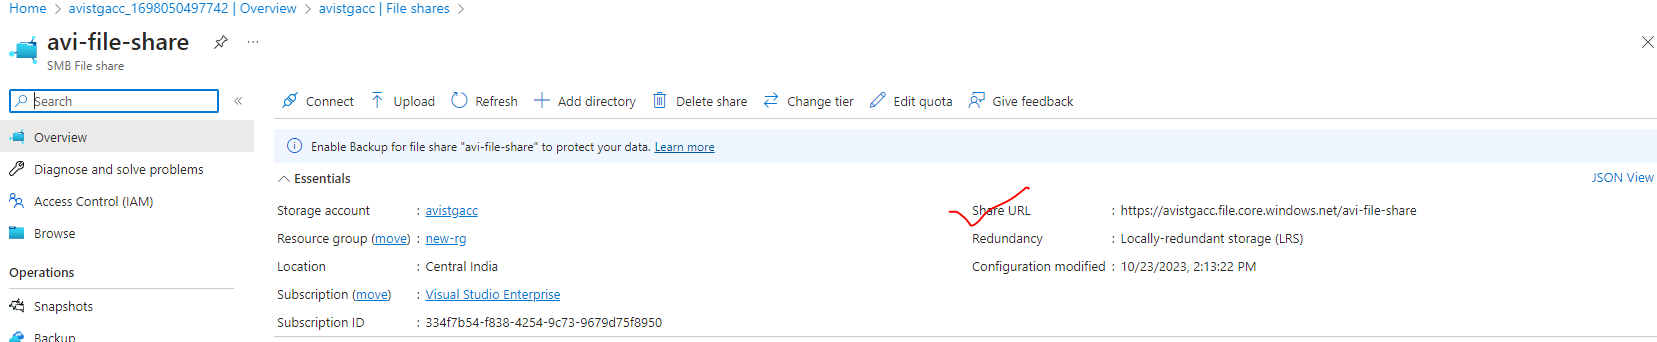 Home > avistgacc_1698050497742 | Overview > avistgacc | File shares >
avi-file-share
SMB File share
Search
Overview
Diagnose and solve problems
Access Control (IAM)
Browse
Operations
Snapshots
Backup
Connect Upload Refresh Add directory Delete share Change tier Edit quota Give feedback
Enable Backup for file share "avi-file-share" to protect your data. Learn more
Essentials
JSON View
Storage account : avistgacc
Resource group (move) : new-rg
Location : Central India
Subscription (move) : Visual Studio Enterprise
Subscription ID : 334f7b54-f838-4254-9c73-9679d75f8950
Share URL : https://avistgacc.file.core.windows.net/avi-file-share
Redundancy : Locally-redundant storage (LRS)
Configuration modified : 10/23/2023, 2:13:22 PM